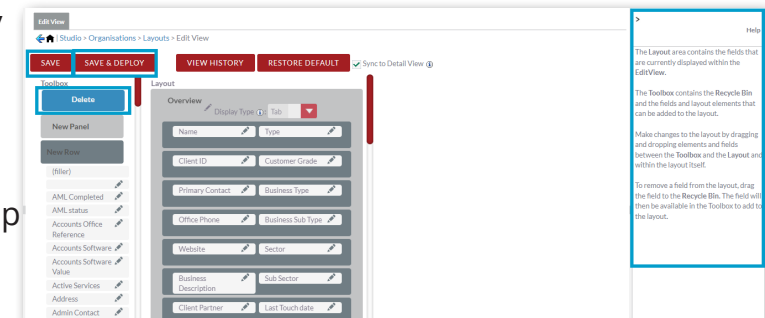 Edit View
| Studio > Organisations > Layouts > Edit View
SAVE
SAVE & DEPLOY
VIEW HISTORY
RESTORE DEFAULT
Sync to Detail View
Toolbox
Delete
New Panel
New Row
(filler)
AML Completed
AML status
Accounts Office
Reference
Accounts Software
Accounts Software
Value
Active Services
Address
Admin Contact
Layout
Overview
Display Type
Tab
Name
Type
Client ID
Customer Grade
Primary Contact
Business Type
Office Phone
Business Sub Type
Website
Sector
Business
Description
Sub Sector
Client Partner
Last Touch date
>
Help
The Layout area contains the fields that
are currently displayed within the
EditView.
The Toolbox contains the Recycle Bin
and the fields and layout elements that
can be added to the layout.
Make changes to the layout by dragging
and dropping elements and fields
between the Toolbox and the Layout and
within the layout itself.
To remove a field from the layout, drag
the field to the Recycle Bin. The field will
then be available in the Toolbox to add to
the layout.
p